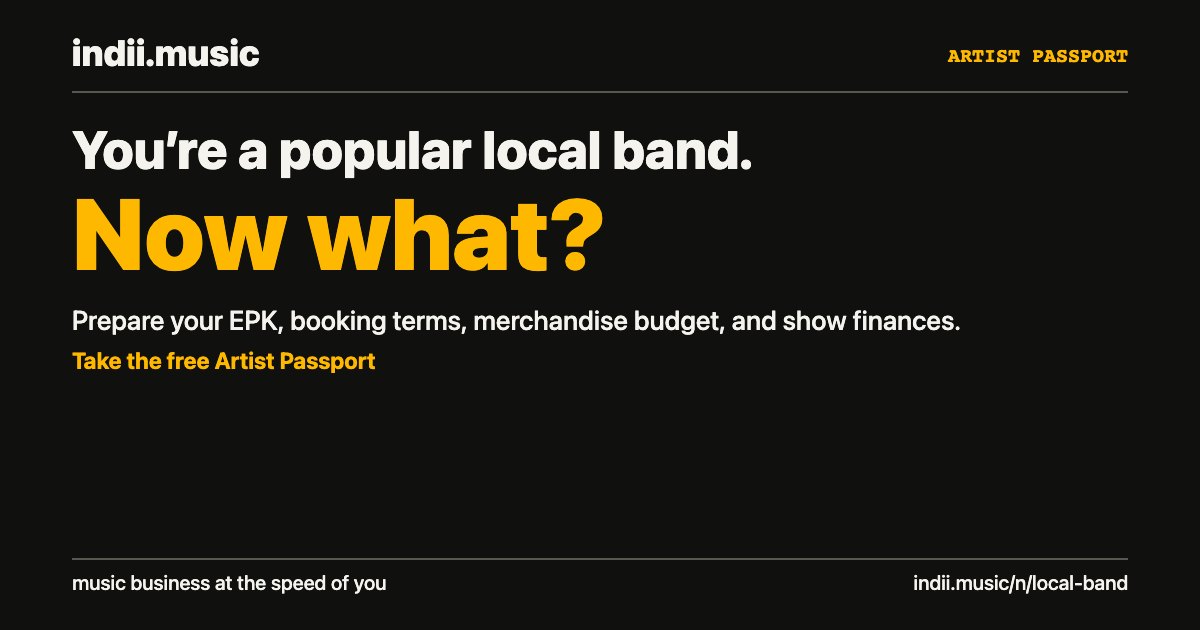 indii.music
ARTIST PASSPORT
You’re a popular local band.
Now what?
Prepare your EPK, booking terms, merchandise budget, and show finances.
Take the free Artist Passport
music business at the speed of you
indii.music/n/local-band